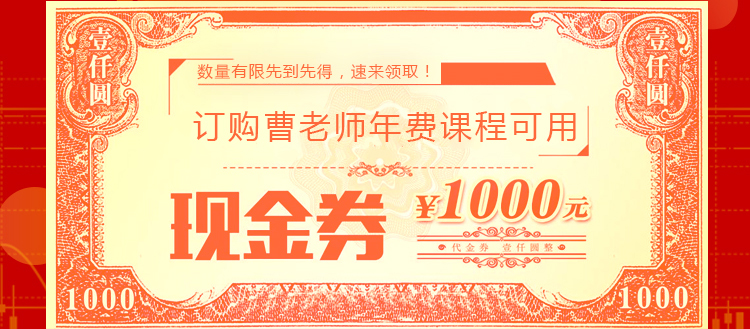 壹仟圆
壹仟圆
数量有限先到先得，速来领取！
订购曹老师年费课程可用
现金券
¥1000元
代金券 壹仟圆整
1000
1000